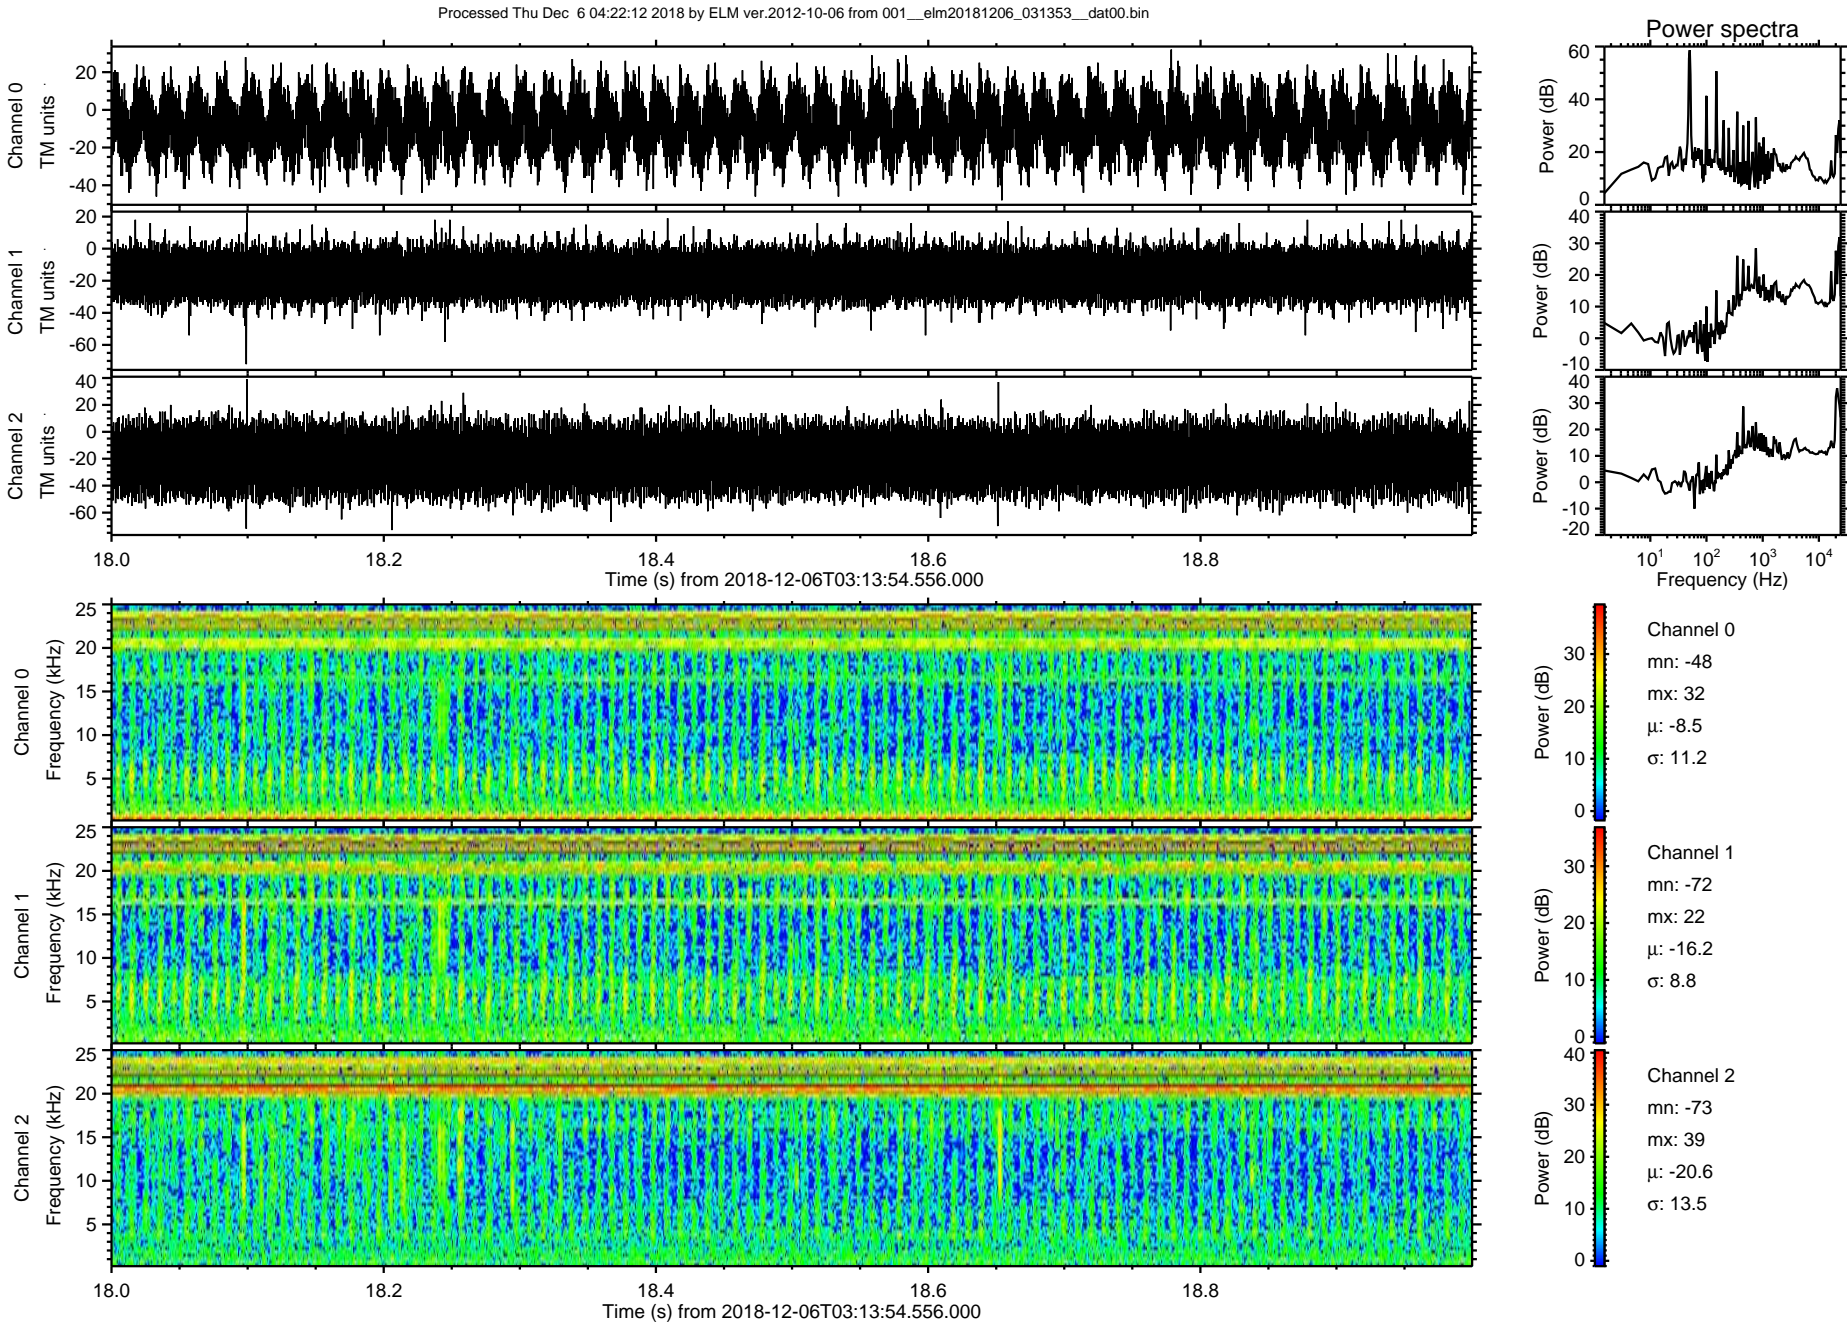 Processed Thu Dec  6 04:22:12 2018 by ELM ver.2012-10-06 from 001__elm20181206_031353__dat00.bin
Power spectra
Channel 0
TM units
20
0
-20
-40
Power (dB)
60
40
20
0
Channel 1
TM units
20
0
-20
-40
-60
Power (dB)
40
30
20
10
0
-10
Channel 2
TM units
40
20
0
-20
-40
-60
Power (dB)
40
30
20
10
0
-10
-20
18.0 18.2 18.4 18.6 18.8
Time (s) from 2018-12-06T03:13:54.556.000
10^1 10^2 10^3 10^4
Frequency (Hz)
Channel 0
Frequency (kHz)
25
20
15
10
5
Power (dB)
30
20
10
0
Channel 0
mn: -48
mx: 32
μ: -8.5
σ: 11.2
Channel 1
Frequency (kHz)
25
20
15
10
5
Power (dB)
30
20
10
0
Channel 1
mn: -72
mx: 22
μ: -16.2
σ: 8.8
Channel 2
Frequency (kHz)
25
20
15
10
5
Power (dB)
40
30
20
10
0
Channel 2
mn: -73
mx: 39
μ: -20.6
σ: 13.5
18.0 18.2 18.4 18.6 18.8
Time (s) from 2018-12-06T03:13:54.556.000